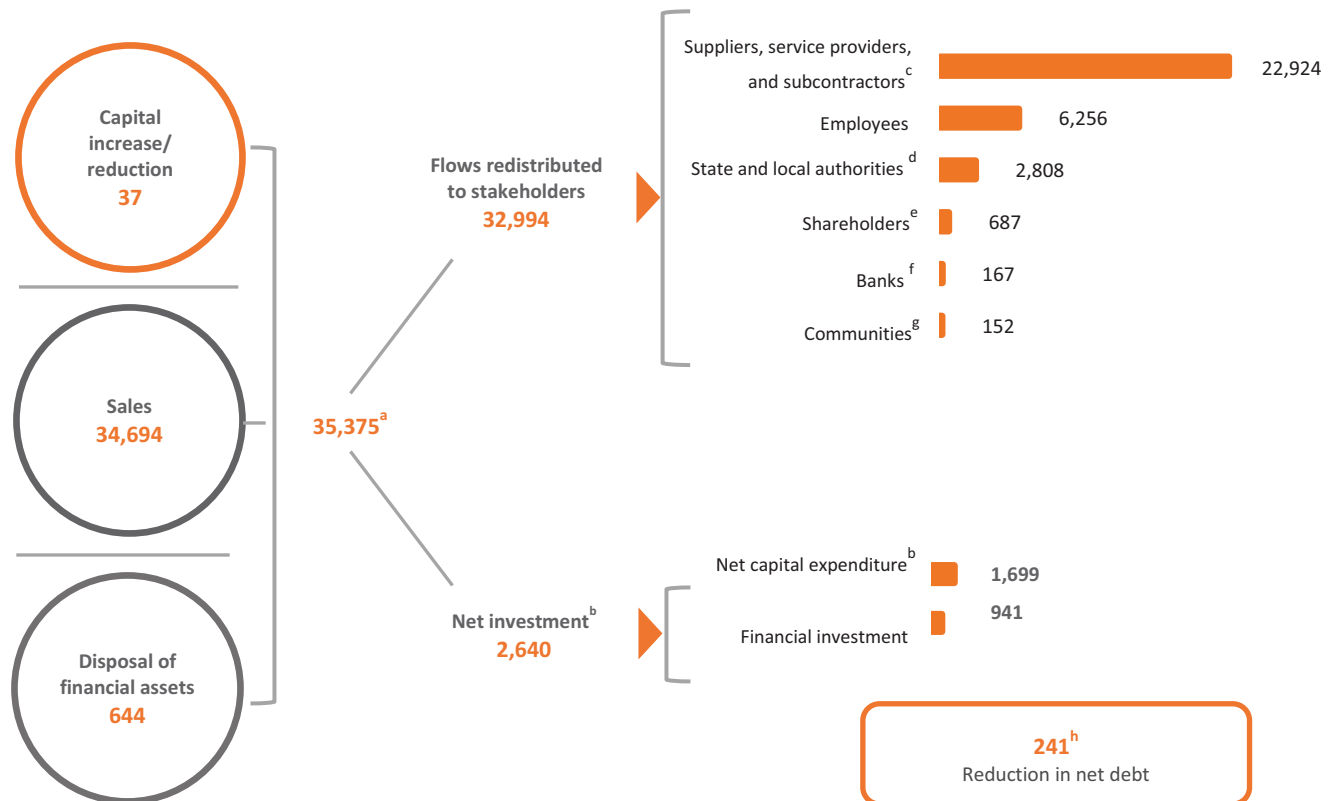 Capital
increase/
reduction
37
Sales
34,694
Disposal of
financial assets
644
35,375a
Flows redistributed
to stakeholders
32,994
Suppliers, service providers,
and subcontractorsc
22,924
Employees
6,256
State and local authorities d
2,808
Shareholderse
687
Banks f
167
Communitiesg
152
Net investmentb
2,640
Net capital expenditureb
1,699
Financial investment
941
241h
Reduction in net debt